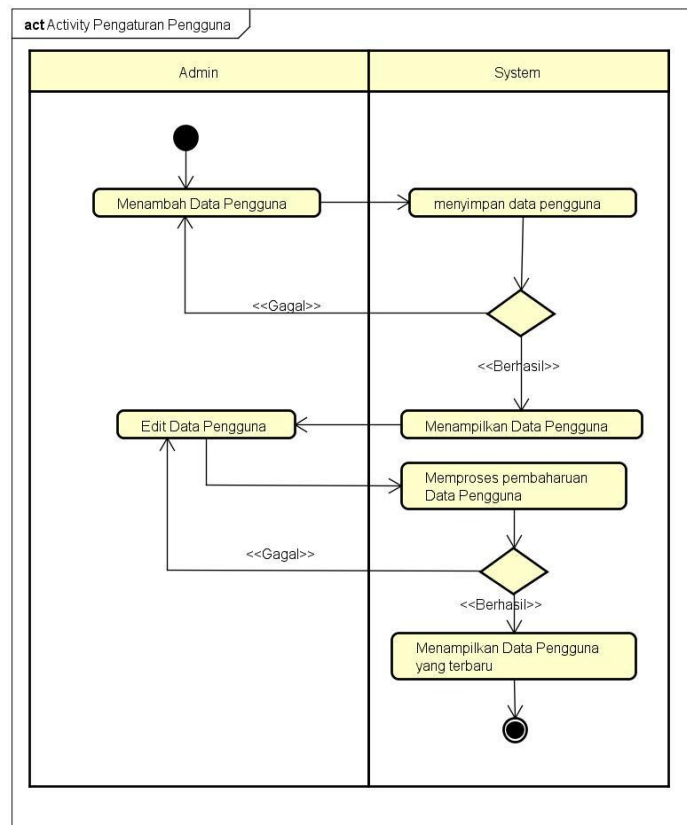 act Activity Pengaturan Pengguna
Admin
System
Menambah Data Pengguna
menyimpan data pengguna
<<Gagal>>
<<Berhasil>>
Edit Data Pengguna
Menampilkan Data Pengguna
Memproses pembaharuan
Data Pengguna
<<Gagal>>
<<Berhasil>>
Menampilkan Data Pengguna
yang terbaru